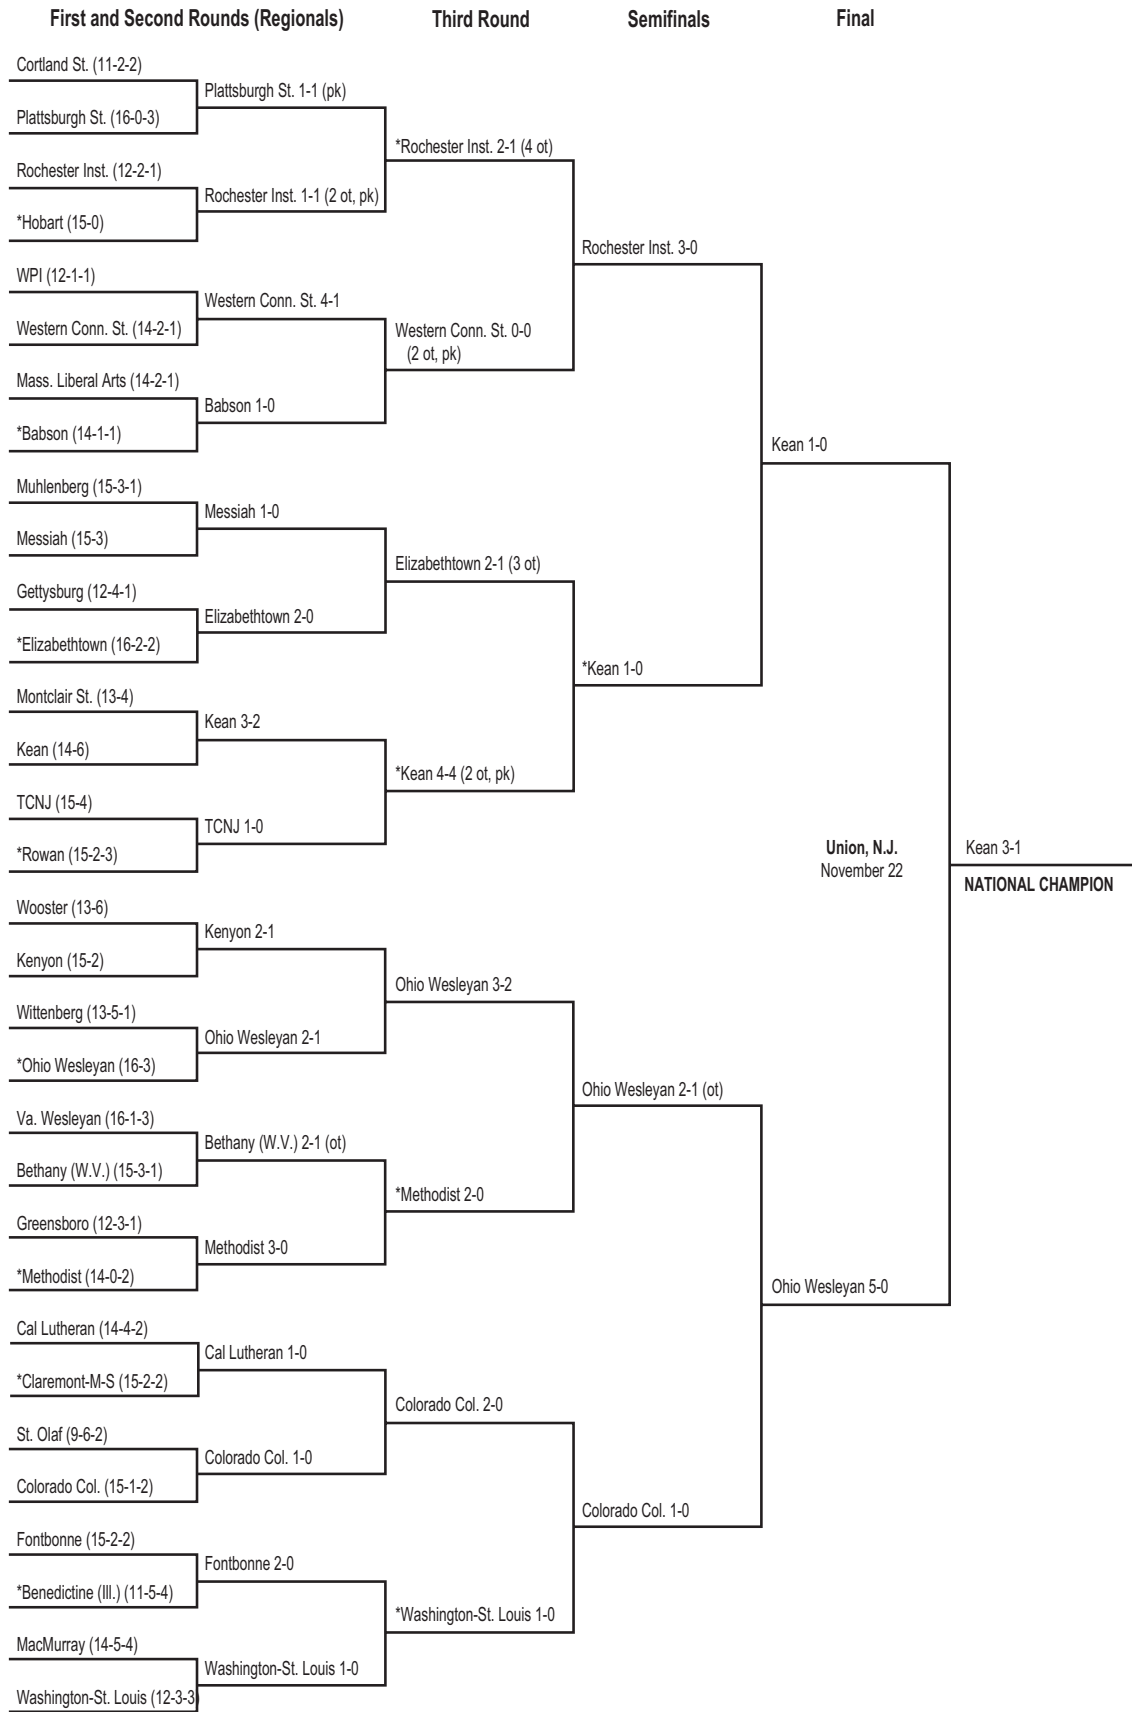 First and Second Rounds (Regionals)
Third Round
Semifinals
Final
Cortland St. (11-2-2)
Plattsburgh St. (16-0-3)
Rochester Inst. (12-2-1)
*Hobart (15-0)
WPI (12-1-1)
Western Conn. St. (14-2-1)
Mass. Liberal Arts (14-2-1)
*Babson (14-1-1)
Muhlenberg (15-3-1)
Messiah (15-3)
Gettysburg (12-4-1)
*Elizabethtown (16-2-2)
Montclair St. (13-4)
Kean (14-6)
TCNJ (15-4)
*Rowan (15-2-3)
Wooster (13-6)
Kenyon (15-2)
Wittenberg (13-5-1)
*Ohio Wesleyan (16-3)
Va. Wesleyan (16-1-3)
Bethany (W.V.) (15-3-1)
Greensboro (12-3-1)
*Methodist (14-0-2)
Cal Lutheran (14-4-2)
*Claremont-M-S (15-2-2)
St. Olaf (9-6-2)
Colorado Col. (15-1-2)
Fontbonne (15-2-2)
*Benedictine (Ill.) (11-5-4)
MacMurray (14-5-4)
Washington-St. Louis (12-3-3)
Plattsburgh St. 1-1 (pk)
Rochester Inst. 1-1 (2 ot, pk)
Western Conn. St. 4-1
Babson 1-0
Messiah 1-0
Elizabethtown 2-0
Kean 3-2
TCNJ 1-0
Kenyon 2-1
Ohio Wesleyan 2-1
Bethany (W.V.) 2-1 (ot)
Methodist 3-0
Cal Lutheran 1-0
Colorado Col. 1-0
Fontbonne 2-0
Washington-St. Louis 1-0
*Rochester Inst. 2-1 (4 ot)
Western Conn. St. 0-0
(2 ot, pk)
Elizabethtown 2-1 (3 ot)
*Kean 4-4 (2 ot, pk)
Ohio Wesleyan 3-2
*Methodist 2-0
Colorado Col. 2-0
*Washington-St. Louis 1-0
Rochester Inst. 3-0
*Kean 1-0
Ohio Wesleyan 2-1 (ot)
Colorado Col. 1-0
Kean 1-0
Ohio Wesleyan 5-0
Union, N.J.
November 22
Kean 3-1
NATIONAL CHAMPION